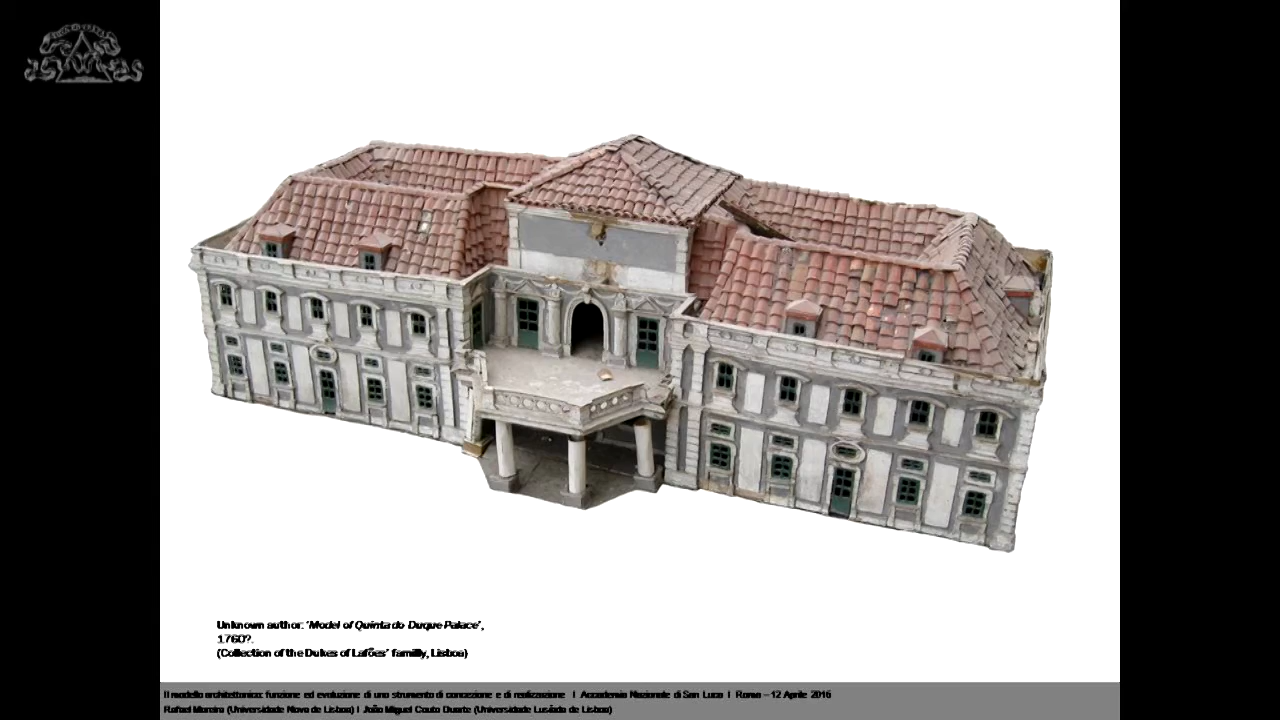 Unknown author: 'Model of Quinta do Duque Palace',
1760?.
(Collection of the Dukes of Lafões' familly, Lisboa)
Il modello architettonico: funzione ed evoluzione di uno strumento di concezione e di realizzazione I Accademia Nazionale di San Luca I Roma – 12 Aprile 2016
Rafael Moreira (Universidade Nova de Lisboa) I João Miguel Couto Duarte (Universidade Lusíada de Lisboa)